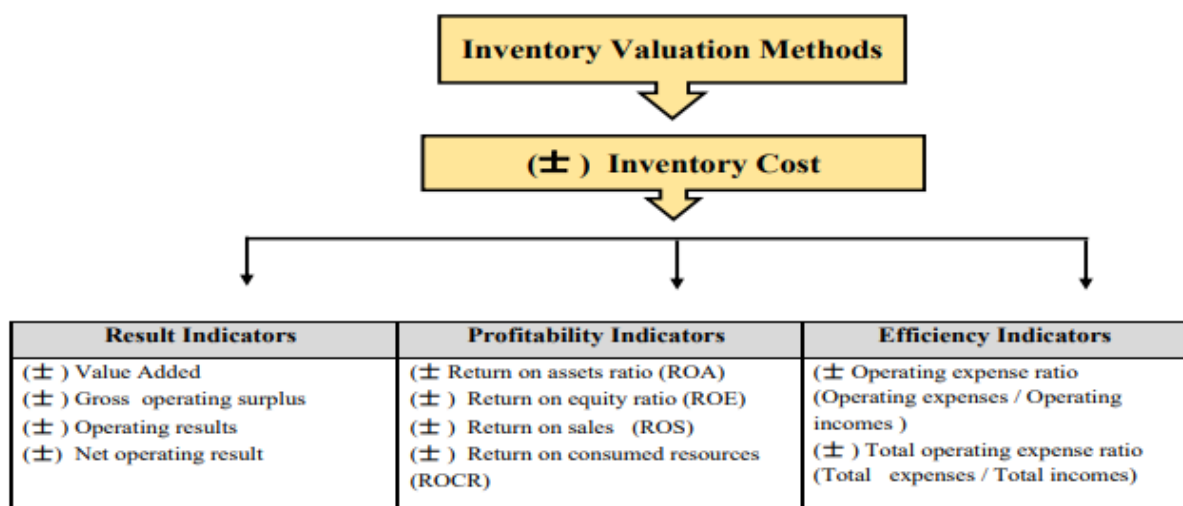 Inventory Valuation Methods
(±) Inventory Cost
Result Indicators
(±) Value Added
(±) Gross operating surplus
(±) Operating results
(±) Net operating result
Profitability Indicators
(± Return on assets ratio (ROA)
(±) Return on equity ratio (ROE)
(±) Return on sales (ROS)
(±) Return on consumed resources
(ROCR)
Efficiency Indicators
(± Operating expense ratio
(Operating expenses / Operating
incomes )
(±) Total operating expense ratio
(Total expenses / Total incomes)